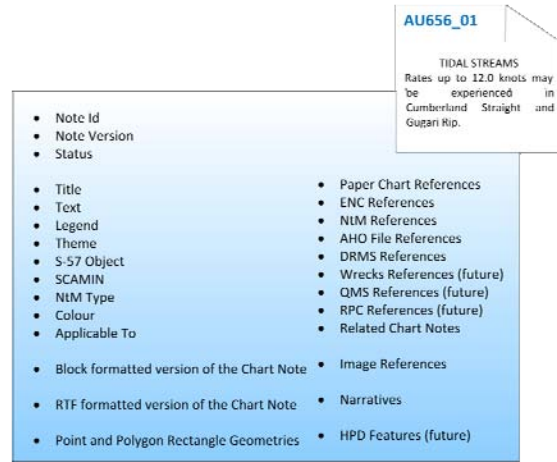 AU656_01
TIDAL STREAMS
Rates up to 12.0 knots may
be experienced in
Cumberland Straight and
Gugari Rip.
• Note Id
• Note Version
• Status
• Title
• Text
• Legend
• Theme
• S-57 Object
• SCAMIN
• NtM Type
• Colour
• Applicable To
• Block formatted version of the Chart Note
• RTF formatted version of the Chart Note
• Point and Polygon Rectangle Geometries
• Paper Chart References
• ENC References
• NtM References
• AHO File References
• DRMS References
• Wrecks References (future)
• QMS References (future)
• RPC References (future)
• Related Chart Notes
• Image References
• Narratives
• HPD Features (future)